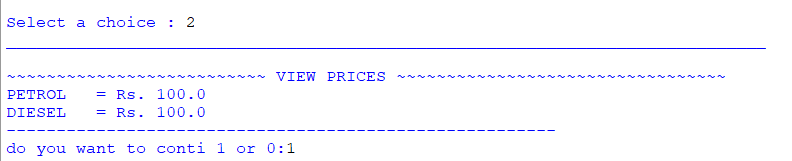 Select a choice : 2
____________________________________________________________________________
~~~~~~~~~~~~~~~~~~~~~~~~~~ VIEW PRICES ~~~~~~~~~~~~~~~~~~~~~~~~~~~~~~~~~
PETROL   = Rs. 100.0
DIESEL   = Rs. 100.0
-------------------------------------------------------
do you want to conti 1 or 0:1